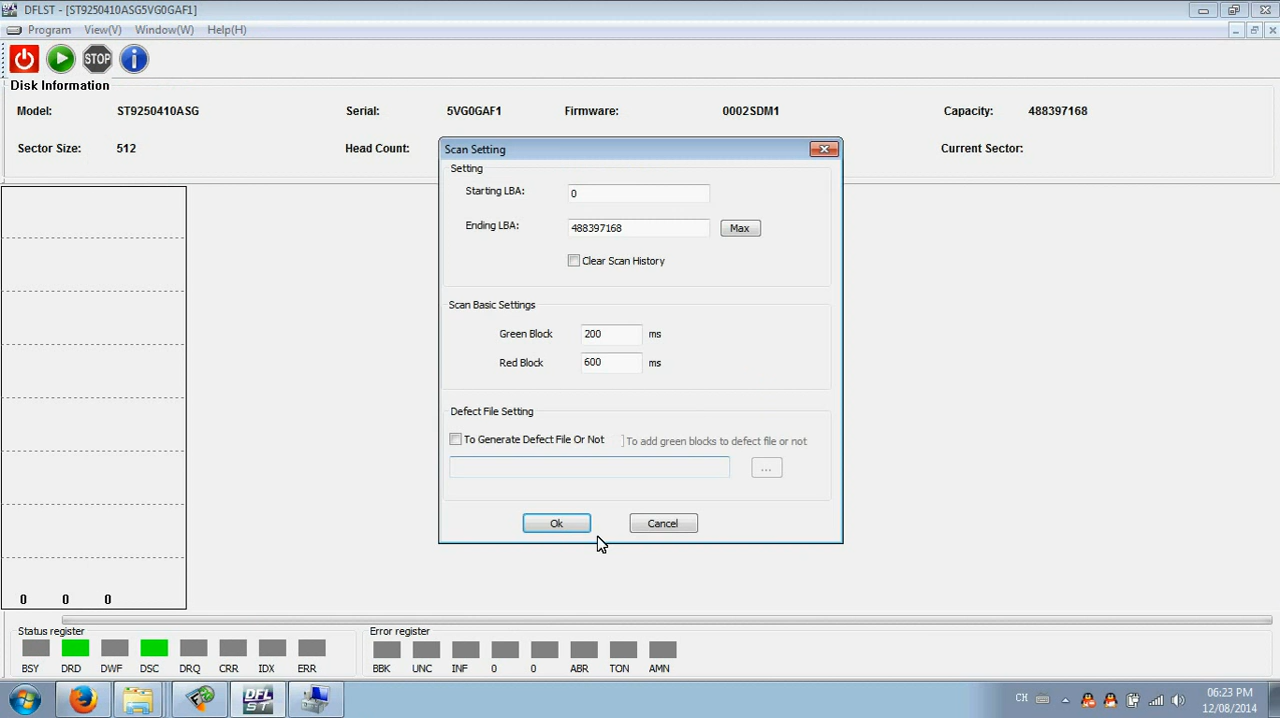 DFLST - [ST9250410ASG5VG0GAF1]
Program View(V) Window(W) Help(H)
STOP
Disk Information
Model: ST9250410ASG Serial: 5VG0GAF1 Firmware: 0002SDM1 Capacity: 488397168
Sector Size: 512 Head Count: Current Sector:
Scan Setting
Setting
Starting LBA: 0
Ending LBA: 488397168 Max
Clear Scan History
Scan Basic Settings
Green Block 200 ms
Red Block 600 ms
Defect File Setting
To Generate Defect File Or Not To add green blocks to defect file or not
...
Ok Cancel
0 0 0
Status register Error register
BSY DRD DWF DSC DRQ CRR IDX ERR BBK UNC INF 0 0 ABR TON AMN
DFL
ST
CH
06:23 PM
12/08/2014